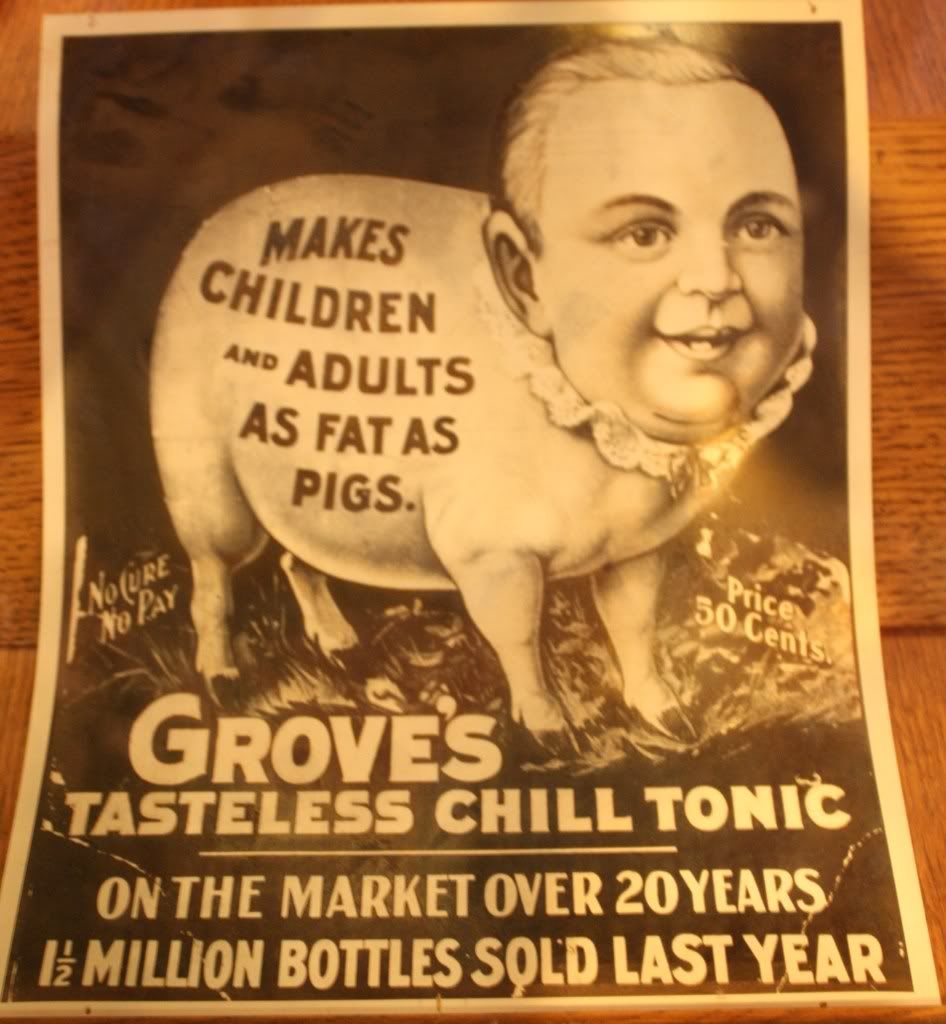 MAKES
CHILDREN
AND ADULTS
AS FAT AS
PIGS.
NO CURE
NO PAY
Price
50 Cents.
GROVE'S
TASTELESS CHILL TONIC
ON THE MARKET OVER 20 YEARS
1½ MILLION BOTTLES SOLD LAST YEAR